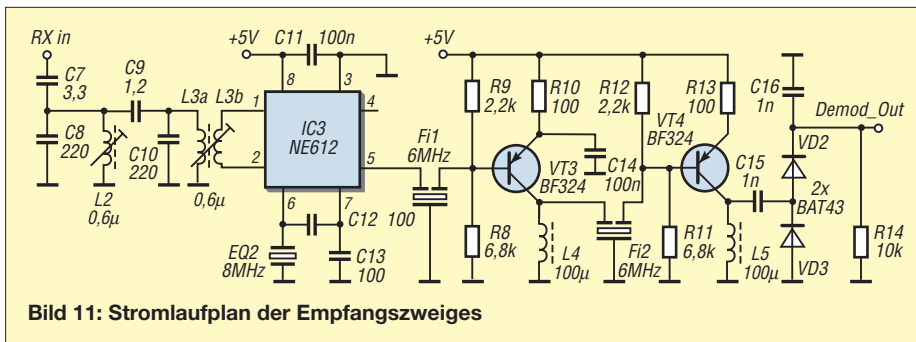 RX in
C7
3,3
C8
220
C9
1,2
L2
0,6µ
C10
220
L3a
L3b
0,6µ
+5V
C11
100n
8
3
1
4
IC3
NE612
2
5
6
7
EQ2
8MHz
C12
100
C13
100
Fi1
6MHz
+5V
R9
2,2k
R8
6,8k
R10
100
VT3
BF324
C14
100n
L4
100µ
Fi2
6MHz
R12
2,2k
R11
6,8k
R13
100
VT4
BF324
C15
1n
L5
100µ
C16
1n
Demod_Out
VD2
2x
BAT43
VD3
R14
10k
Bild 11: Stromlaufplan der Empfangszweiges